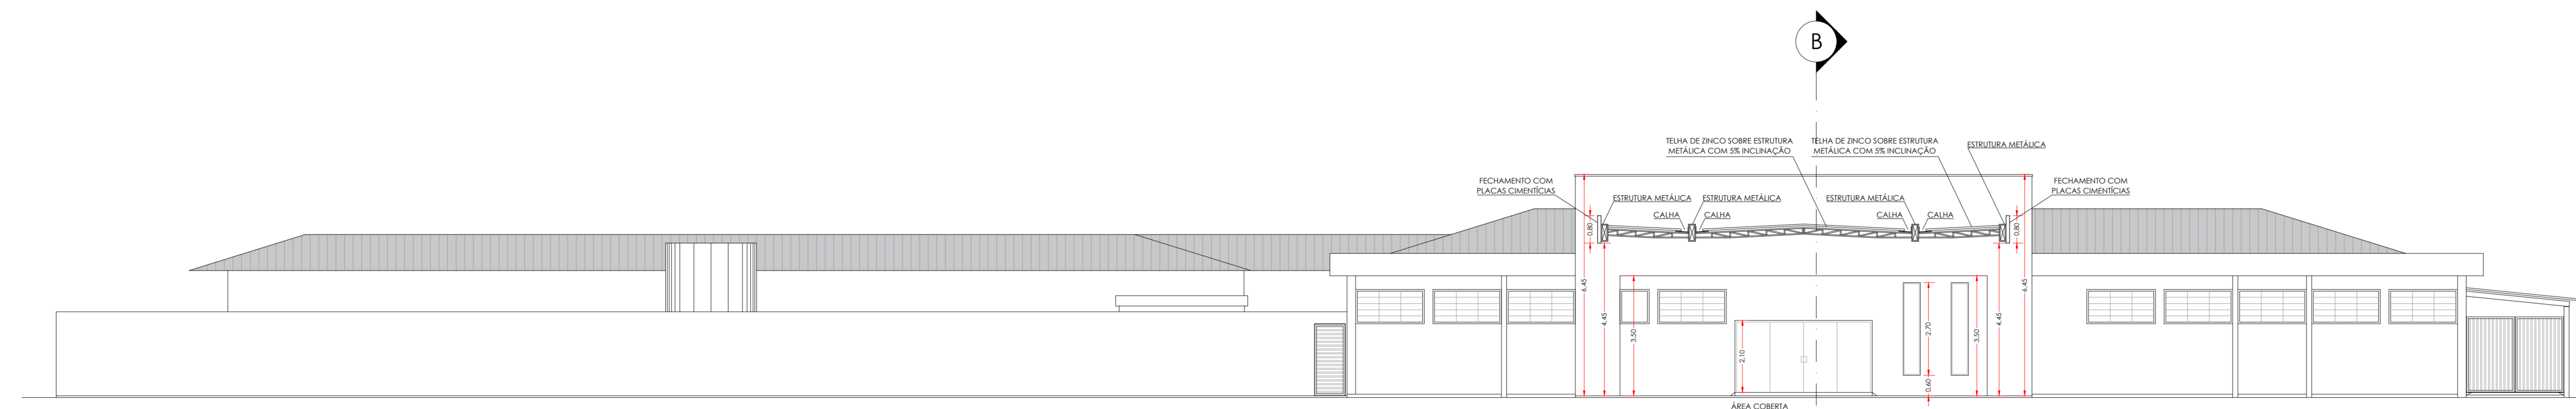 B
TELHA DE ZINCO SOBRE ESTRUTURA
METÁLICA COM 5% INCLINAÇÃO
TELHA DE ZINCO SOBRE ESTRUTURA
METÁLICA COM 5% INCLINAÇÃO
ESTRUTURA METÁLICA
FECHAMENTO COM
PLACAS CIMENTÍCIAS
FECHAMENTO COM
PLACAS CIMENTÍCIAS
ESTRUTURA METÁLICA
ESTRUTURA METÁLICA
ESTRUTURA METÁLICA
CALHA
CALHA
CALHA
CALHA
0,80
0,80
6,45
4,45
3,50
2,10
2,70
0,60
3,50
4,45
6,45
ÁREA COBERTA